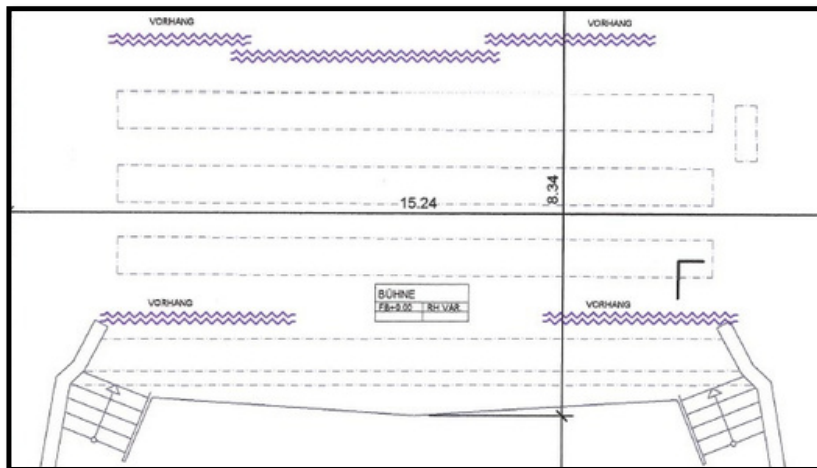 VORHANG
VORHANG
15.24
8.34
BÜHNE
FB+0.00 RH VAR.
VORHANG
VORHANG